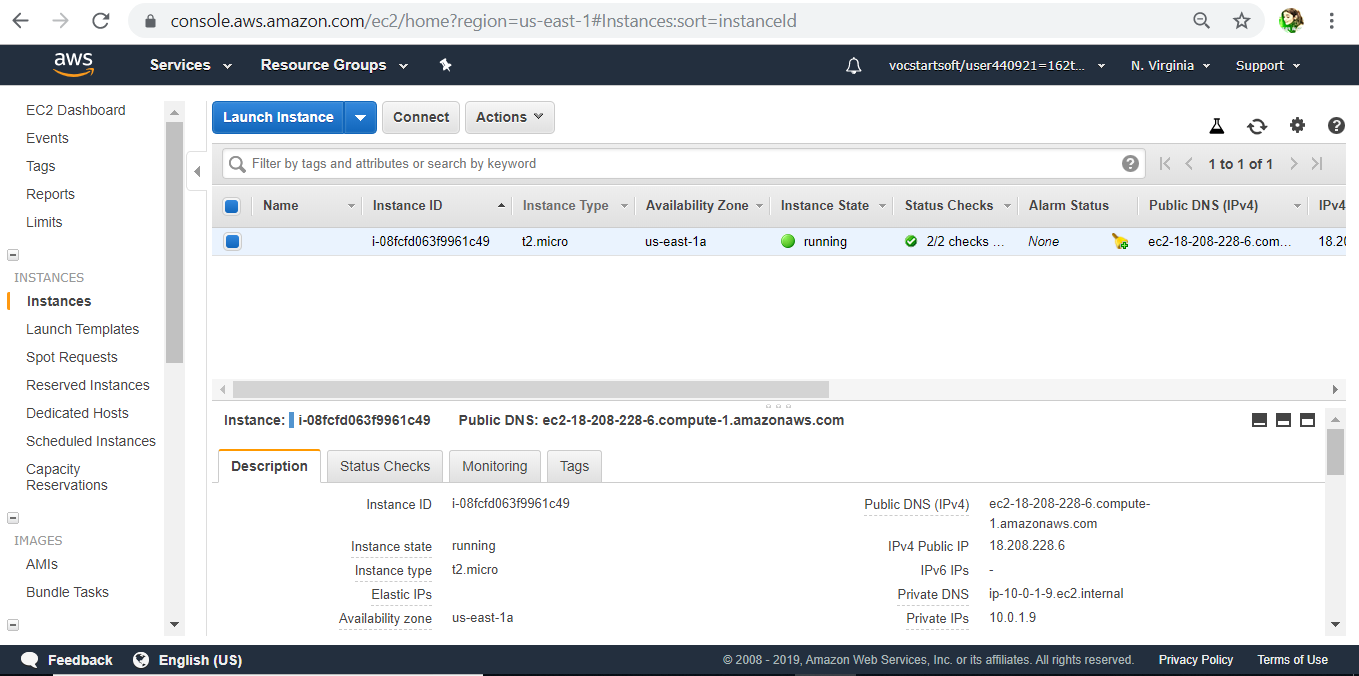 console.aws.amazon.com/ec2/home?region=us-east-1#Instances:sort=instanceId
aws Services Resource Groups vocstartsoft/user440921=162t... N. Virginia Support
EC2 Dashboard
Events
Tags
Reports
Limits
INSTANCES
Instances
Launch Templates
Spot Requests
Reserved Instances
Dedicated Hosts
Scheduled Instances
Capacity
Reservations
IMAGES
AMIs
Bundle Tasks
Launch Instance Connect Actions
Filter by tags and attributes or search by keyword ? 1 to 1 of 1
Name Instance ID Instance Type Availability Zone Instance State Status Checks Alarm Status Public DNS (IPv4) IPv4
i-08fcfd063f9961c49 t2.micro us-east-1a running 2/2 checks ... None ec2-18-208-228-6.com... 18.20
Instance: i-08fcfd063f9961c49 Public DNS: ec2-18-208-228-6.compute-1.amazonaws.com
Description Status Checks Monitoring Tags
Instance ID i-08fcfd063f9961c49
Instance state running
Instance type t2.micro
Elastic IPs
Availability zone us-east-1a
Public DNS (IPv4) ec2-18-208-228-6.compute-
1.amazonaws.com
IPv4 Public IP 18.208.228.6
IPv6 IPs -
Private DNS ip-10-0-1-9.ec2.internal
Private IPs 10.0.1.9
Feedback English (US) © 2008 - 2019, Amazon Web Services, Inc. or its affiliates. All rights reserved. Privacy Policy Terms of Use